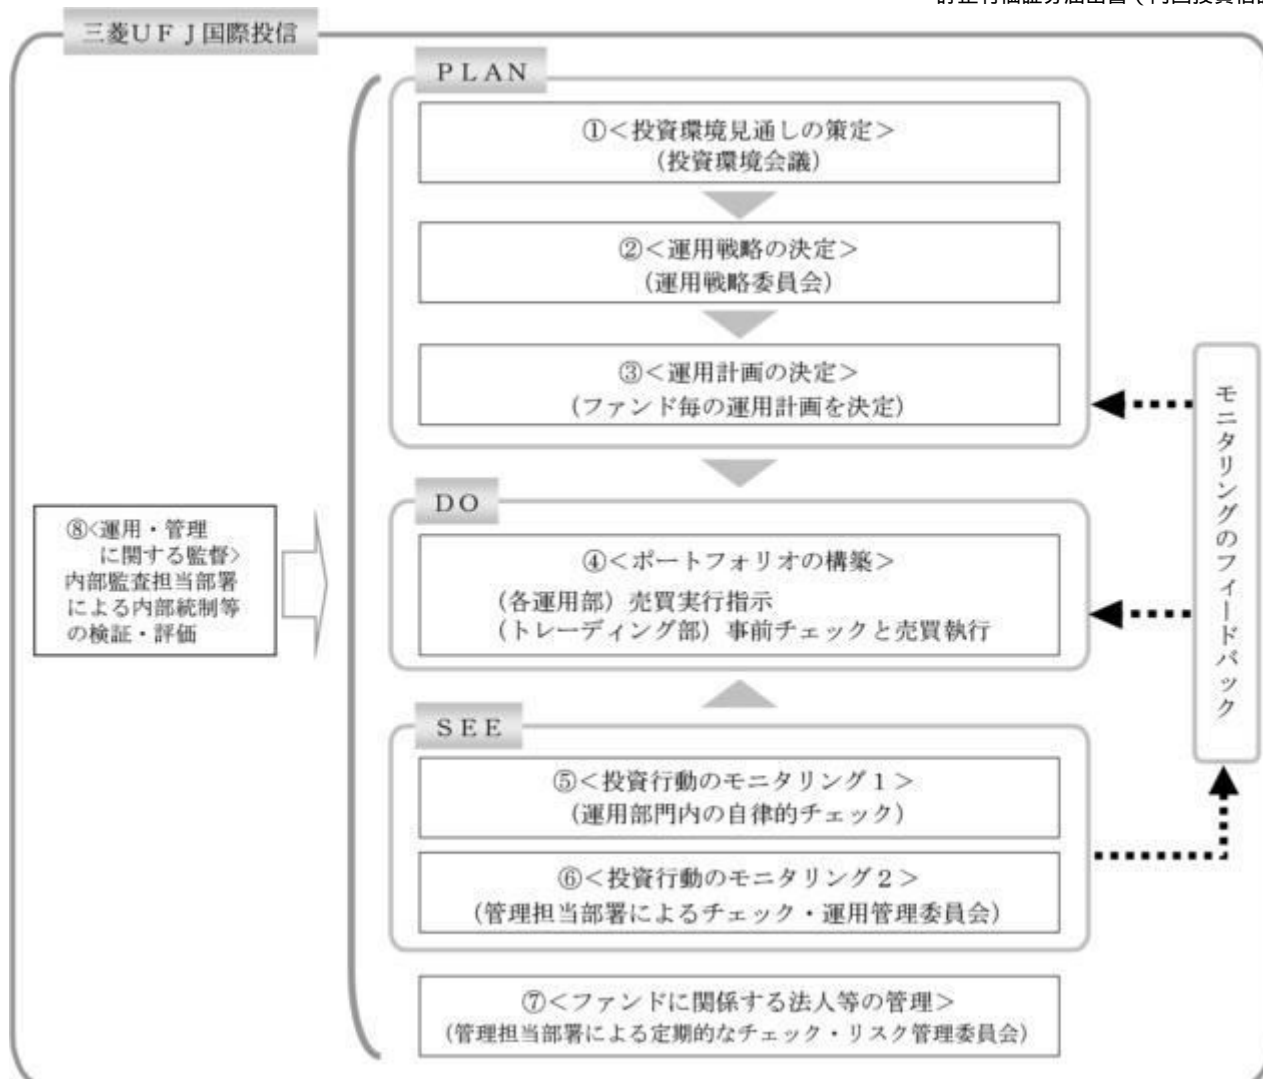 三菱ＵＦＪ国際投信
ＰＬＡＮ
①＜投資環境見通しの策定＞
（投資環境会議）
②＜運用戦略の決定＞
（運用戦略委員会）
③＜運用計画の決定＞
（ファンド毎の運用計画を決定）
ＤＯ
④＜ポートフォリオの構築＞
（各運用部）売買実行指示
（トレーディング部）事前チェックと売買執行
ＳＥＥ
⑤＜投資行動のモニタリング１＞
（運用部門内の自律的チェック）
⑥＜投資行動のモニタリング２＞
（管理担当部署によるチェック・運用管理委員会）
⑦＜ファンドに関係する法人等の管理＞
（管理担当部署による定期的なチェック・リスク管理委員会）
⑧＜運用・管理
に関する監督＞
内部監査担当部署
による内部統制等
の検証・評価
モニタリングのフィードバック